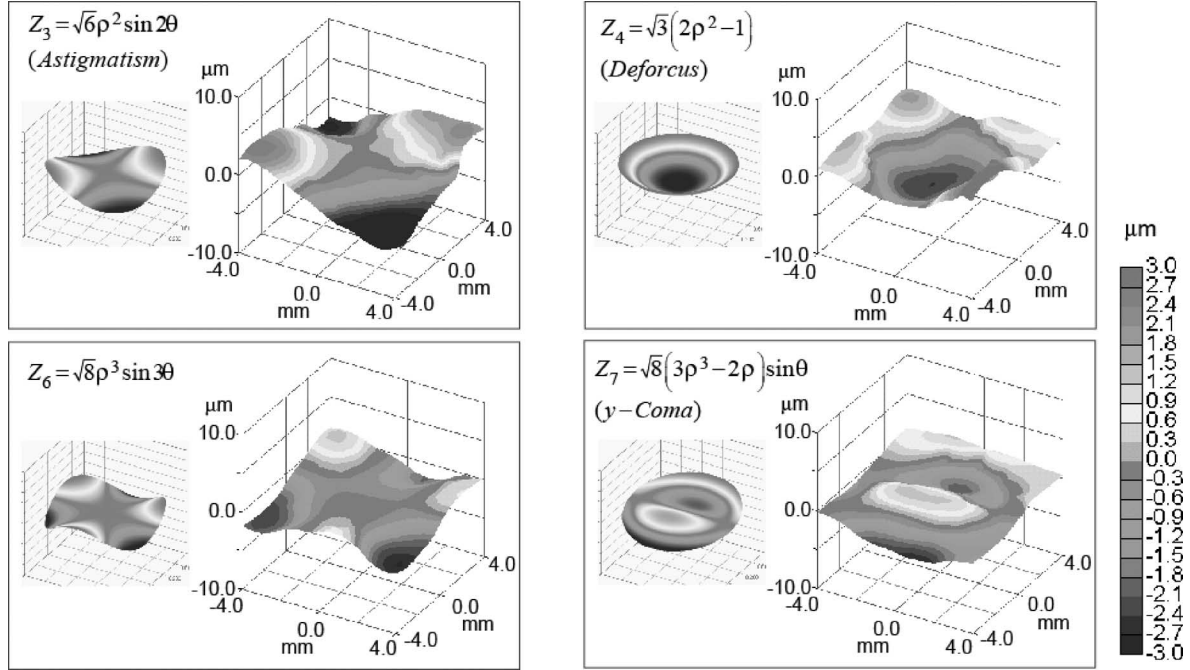 Z₃ = √6ρ² sin 2θ
(Astigmatism)
μm
10.0
0.0
-10.0
-4.0
0.0
mm
4.0
-4.0
0.0
mm
4.0
Z₄ = √3(2ρ² − 1)
(Deforcus)
μm
10.0
0.0
-10.0
-4.0
0.0
mm
4.0
-4.0
0.0
mm
4.0
Z₆ = √8ρ³ sin 3θ
μm
10.0
0.0
-10.0
-4.0
0.0
mm
4.0
-4.0
0.0
mm
4.0
Z₇ = √8(3ρ³ − 2ρ) sin θ
(y − Coma)
μm
10.0
0.0
-10.0
-4.0
0.0
mm
4.0
-4.0
0.0
mm
4.0
μm
3.0
2.7
2.4
2.1
1.8
1.5
1.2
0.9
0.6
0.3
0.0
-0.3
-0.6
-0.9
-1.2
-1.5
-1.8
-2.1
-2.4
-2.7
-3.0